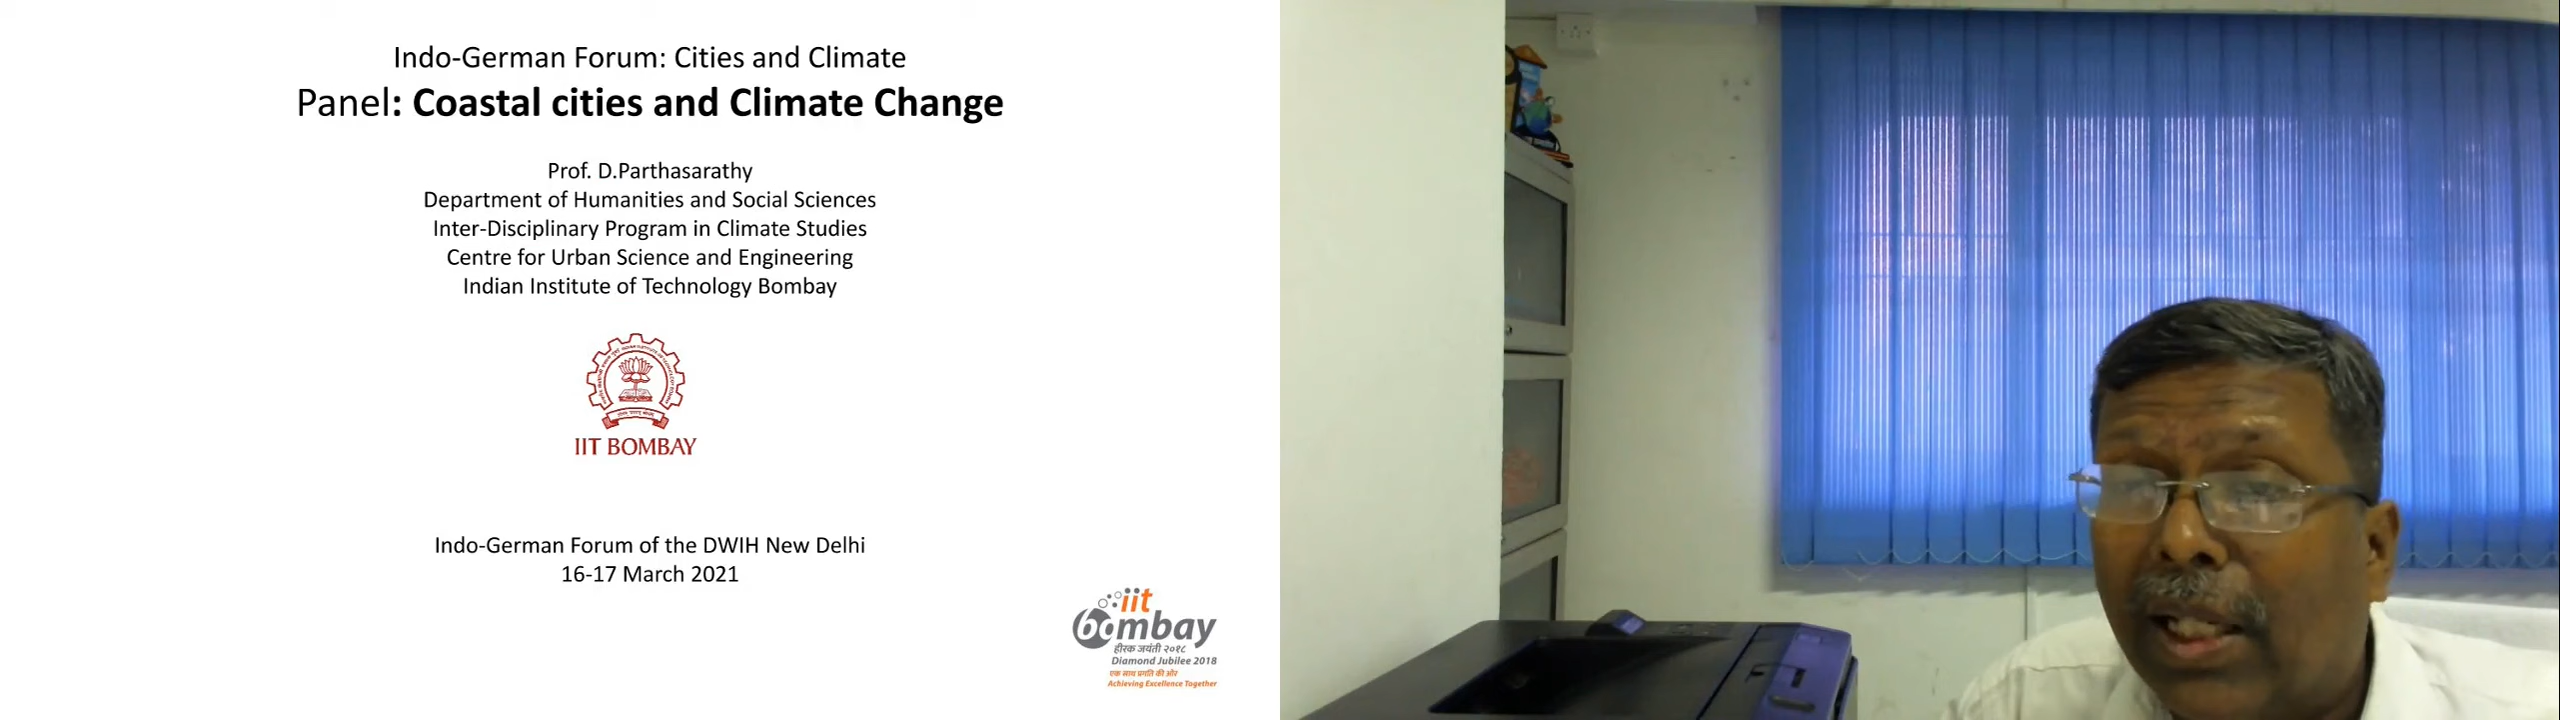 Indo-German Forum: Cities and Climate
Panel: Coastal cities and Climate Change
Prof. D.Parthasarathy
Department of Humanities and Social Sciences
Inter-Disciplinary Program in Climate Studies
Centre for Urban Science and Engineering
Indian Institute of Technology Bombay
IIT BOMBAY
Indo-German Forum of the DWIH New Delhi
16-17 March 2021
iit
bombay
हीरक जयंती २०१८
Diamond Jubilee 2018
एक साथ प्रगति की ओर
Achieving Excellence Together